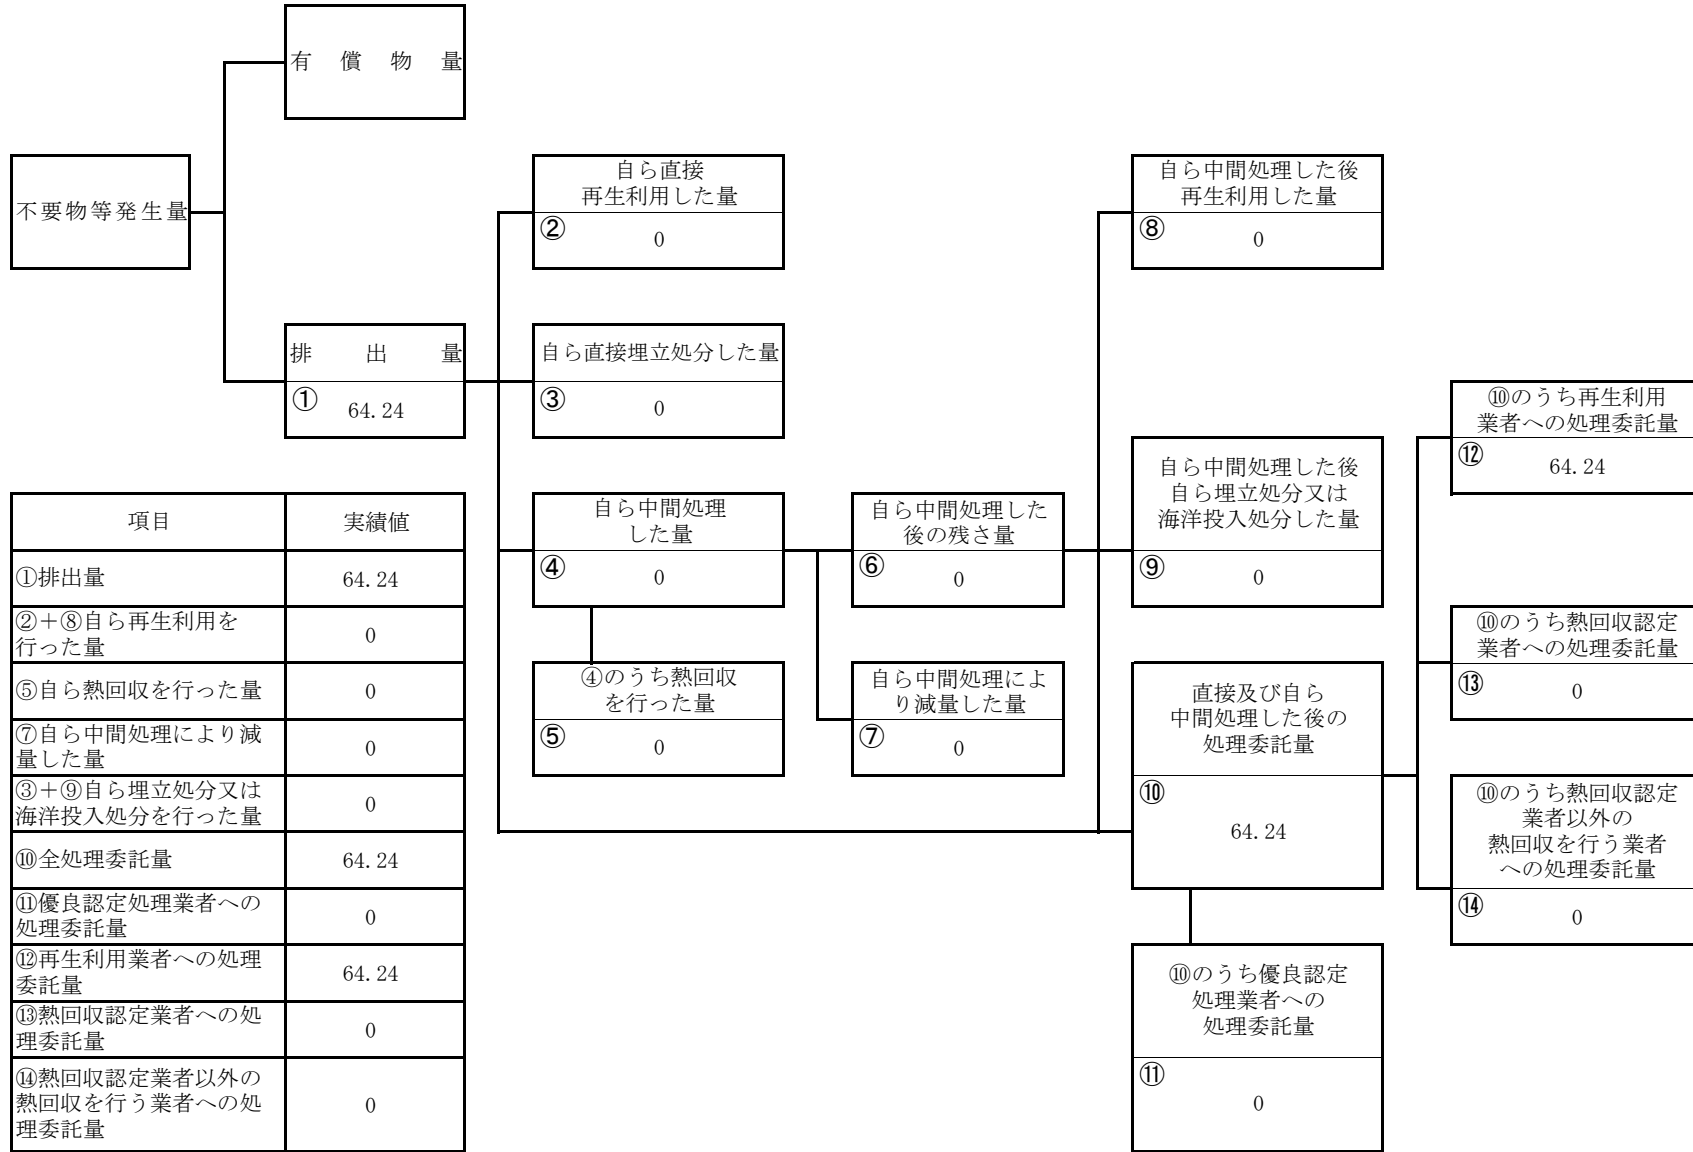 有償物量
不要物等発生量
排出量
① 64.24
自ら直接
再生利用した量
② 0
自ら直接埋立処分した量
③ 0
自ら中間処理
した量
④ 0
④のうち熱回収
を行った量
⑤ 0
自ら中間処理した
後の残さ量
⑥ 0
自ら中間処理によ
り減量した量
⑦ 0
自ら中間処理した後
再生利用した量
⑧ 0
自ら中間処理した後
自ら埋立処分又は
海洋投入処分した量
⑨ 0
直接及び自ら
中間処理した後の
処理委託量
⑩
64.24
⑩のうち優良認定
処理業者への
処理委託量
⑪
0
⑩のうち再生利用
業者への処理委託量
⑫ 64.24
⑩のうち熱回収認定
業者への処理委託量
⑬ 0
⑩のうち熱回収認定
業者以外の
熱回収を行う業者
への処理委託量
⑭ 0
項目 実績値
①排出量 64.24
②＋⑧自ら再生利用を
行った量 0
⑤自ら熱回収を行った量 0
⑦自ら中間処理により減
量した量 0
③＋⑨自ら埋立処分又は
海洋投入処分を行った量 0
⑩全処理委託量 64.24
⑪優良認定処理業者への
処理委託量 0
⑫再生利用業者への処理
委託量 64.24
⑬熱回収認定業者への処
理委託量 0
⑭熱回収認定業者以外の
熱回収を行う業者への処
理委託量 0